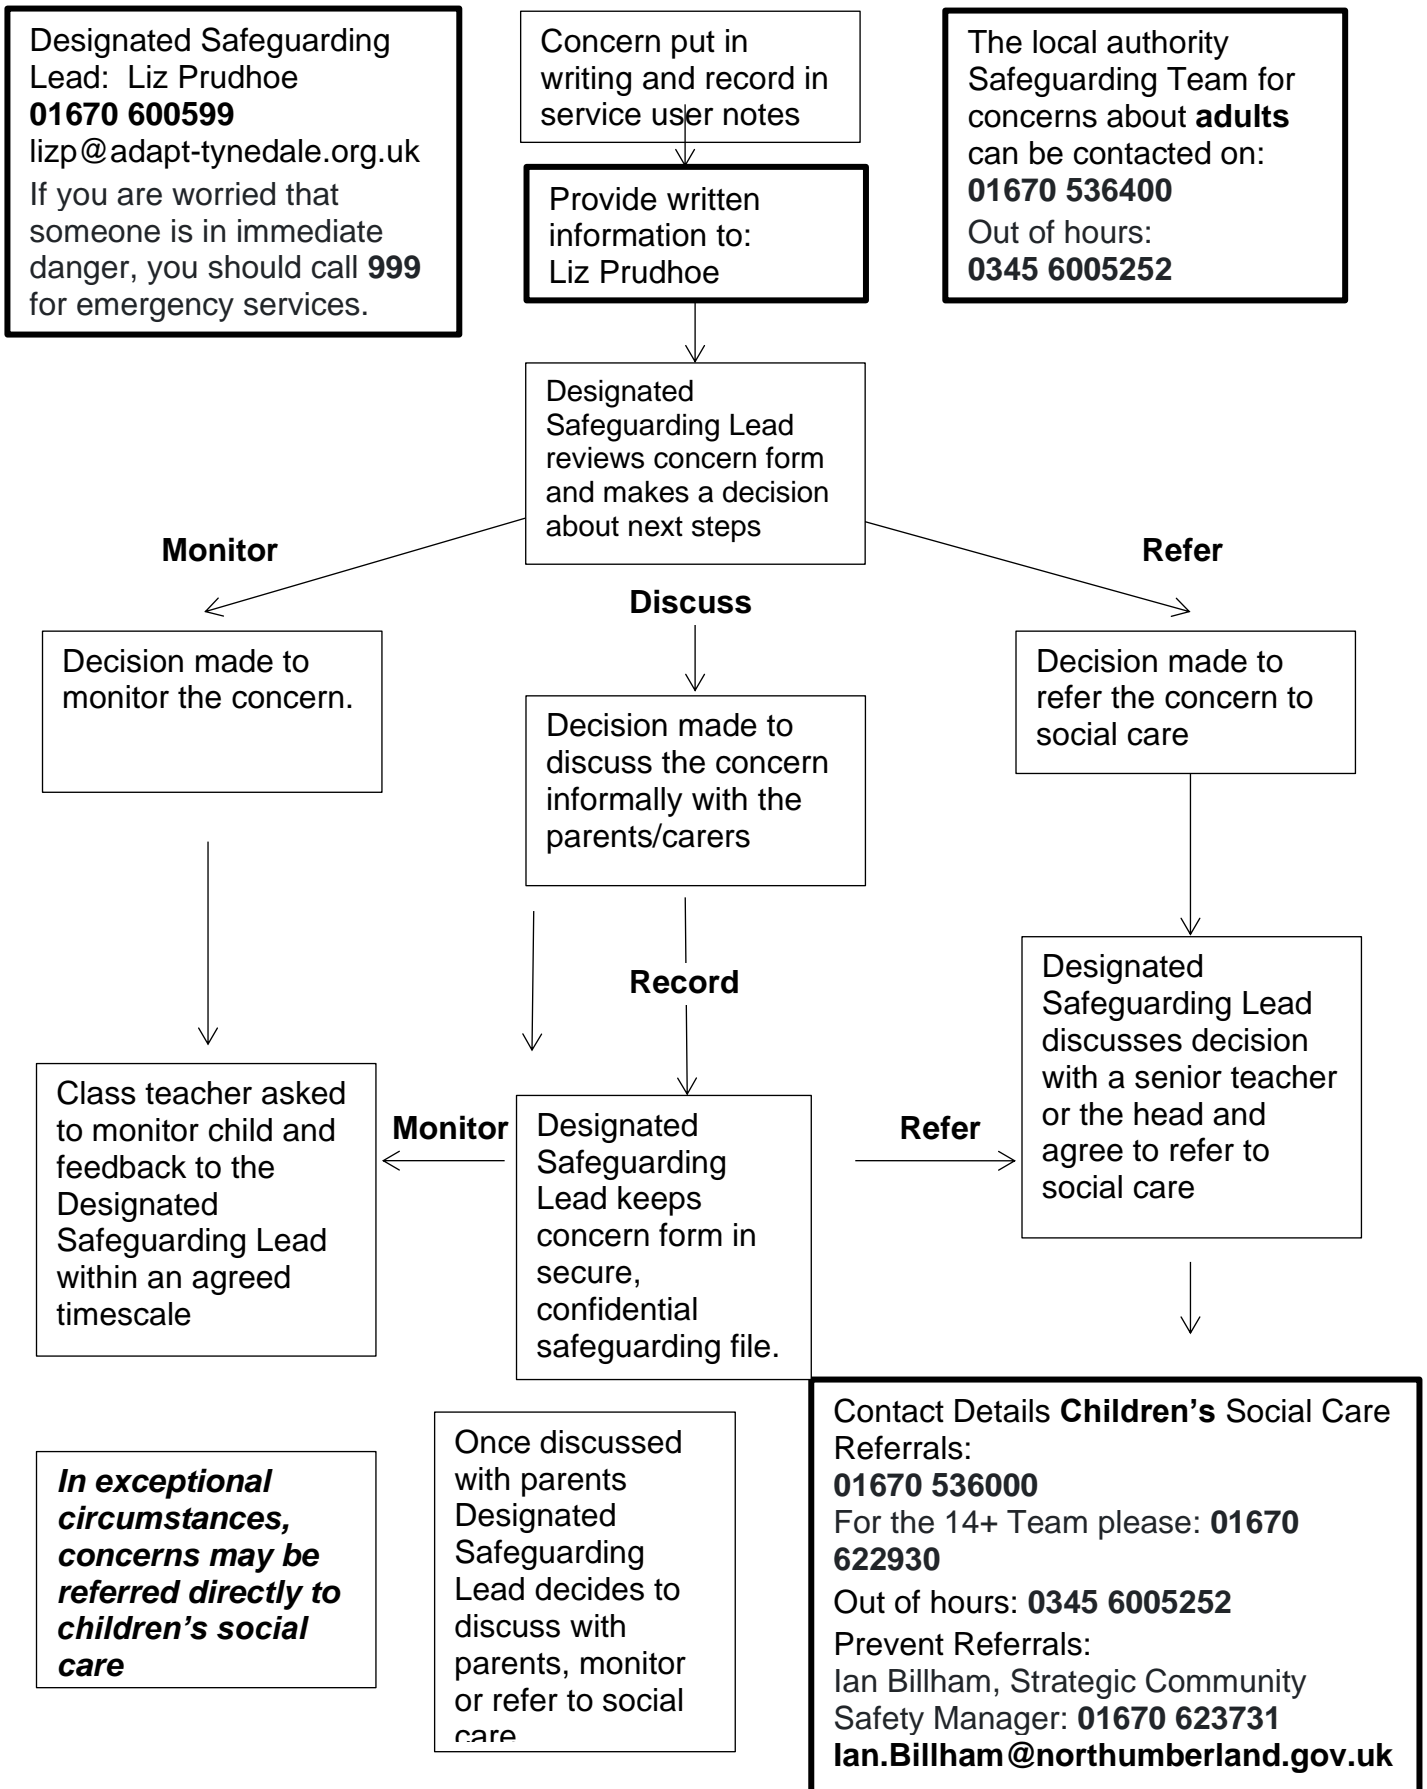 Designated Safeguarding
Lead:  Liz Prudhoe
01670 600599
lizp@adapt-tynedale.org.uk
If you are worried that
someone is in immediate
danger, you should call 999
for emergency services.
Concern put in
writing and record in
service user notes
The local authority
Safeguarding Team for
concerns about adults
can be contacted on:
01670 536400
Out of hours:
0345 6005252
Provide written
information to:
Liz Prudhoe
Designated
Safeguarding Lead
reviews concern form
and makes a decision
about next steps
Monitor
Discuss
Refer
Decision made to
monitor the concern.
Decision made to
discuss the concern
informally with the
parents/carers
Decision made to
refer the concern to
social care
Record
Class teacher asked
to monitor child and
feedback to the
Designated
Safeguarding Lead
within an agreed
timescale
Monitor
Designated
Safeguarding
Lead keeps
concern form in
secure,
confidential
safeguarding file.
Refer
Designated
Safeguarding Lead
discusses decision
with a senior teacher
or the head and
agree to refer to
social care
In exceptional
circumstances,
concerns may be
referred directly to
children's social
care
Once discussed
with parents
Designated
Safeguarding
Lead decides to
discuss with
parents, monitor
or refer to social
care
Contact Details Children's Social Care
Referrals:
01670 536000
For the 14+ Team please: 01670
622930
Out of hours: 0345 6005252
Prevent Referrals:
Ian Billham, Strategic Community
Safety Manager: 01670 623731
Ian.Billham@northumberland.gov.uk